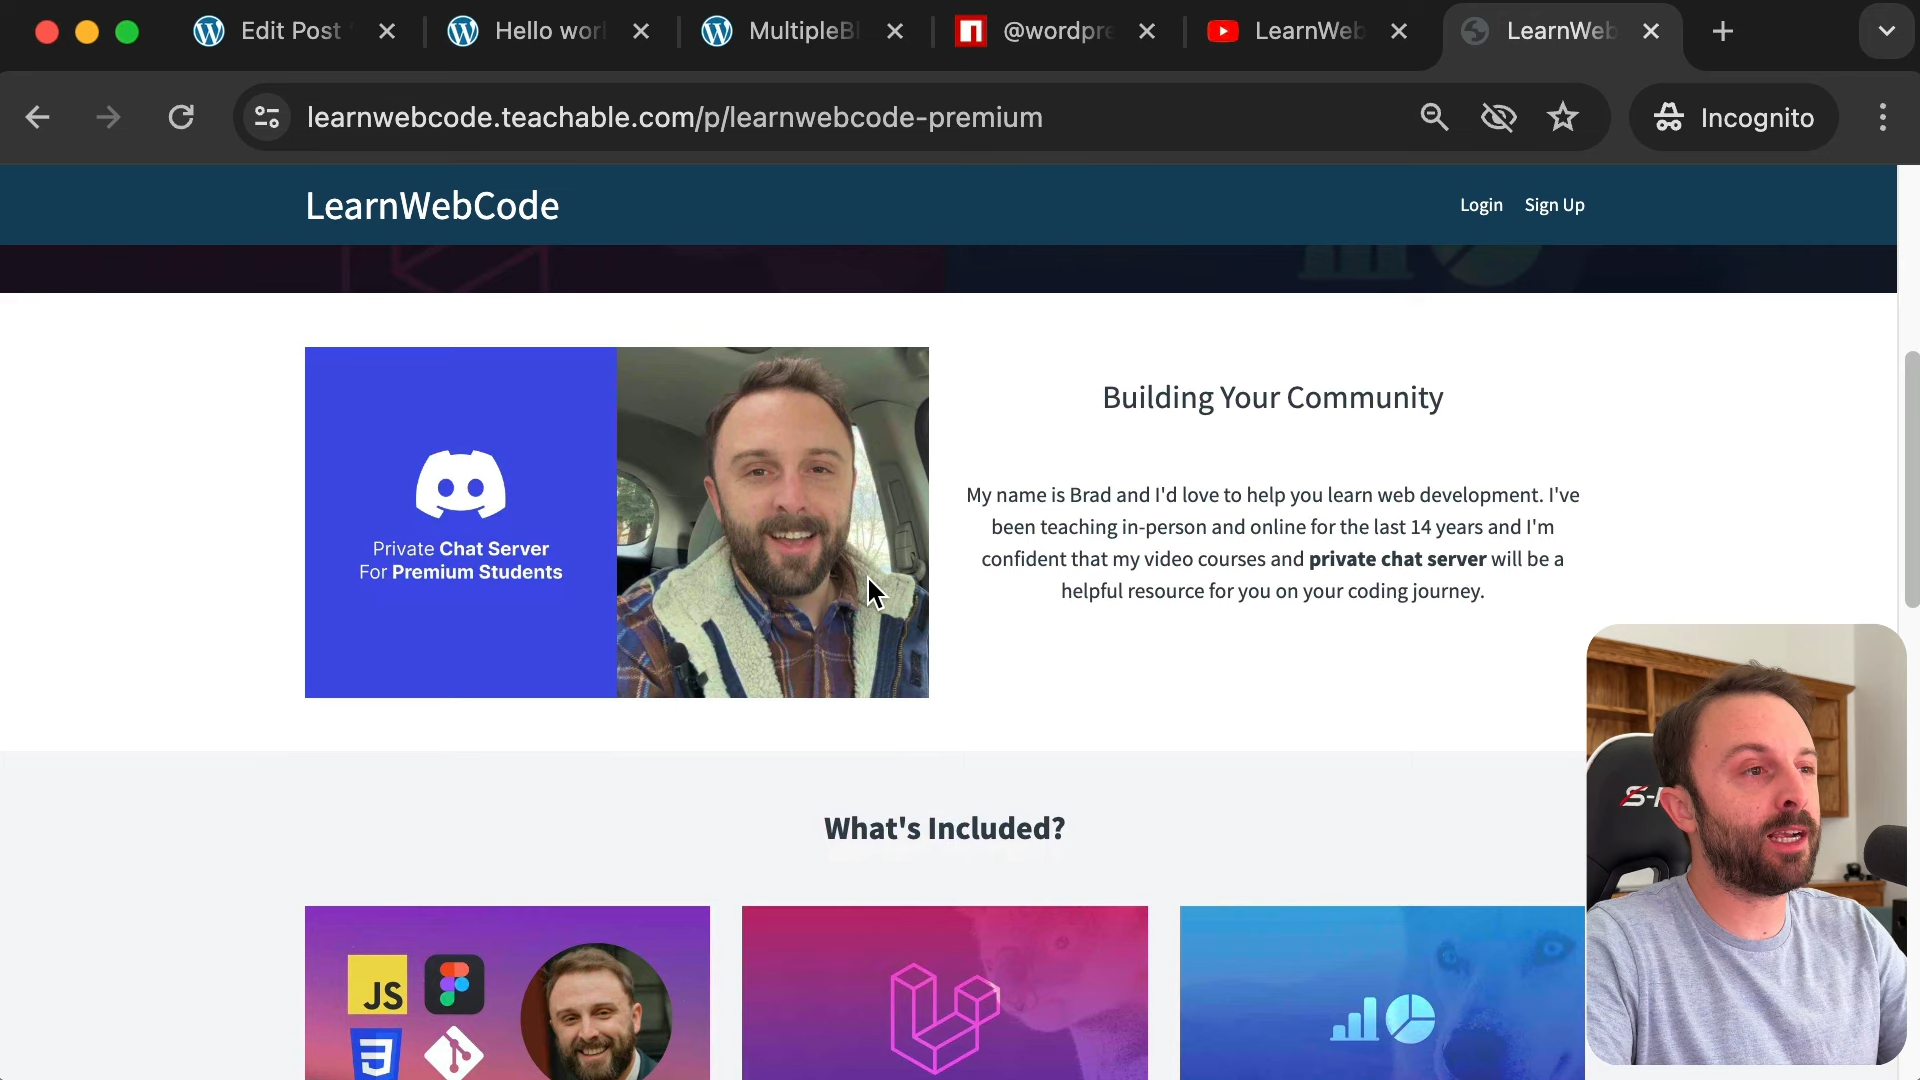 Edit Post
Hello wor
MultipleBl
@wordpre
LearnWeb
LearnWeb
learnwebcode.teachable.com/p/learnwebcode-premium
Incognito
LearnWebCode
Login
Sign Up
Private Chat Server
For Premium Students
Building Your Community
My name is Brad and I'd love to help you learn web development. I've
been teaching in-person and online for the last 14 years and I'm
confident that my video courses and private chat server will be a
helpful resource for you on your coding journey.
What's Included?
JS